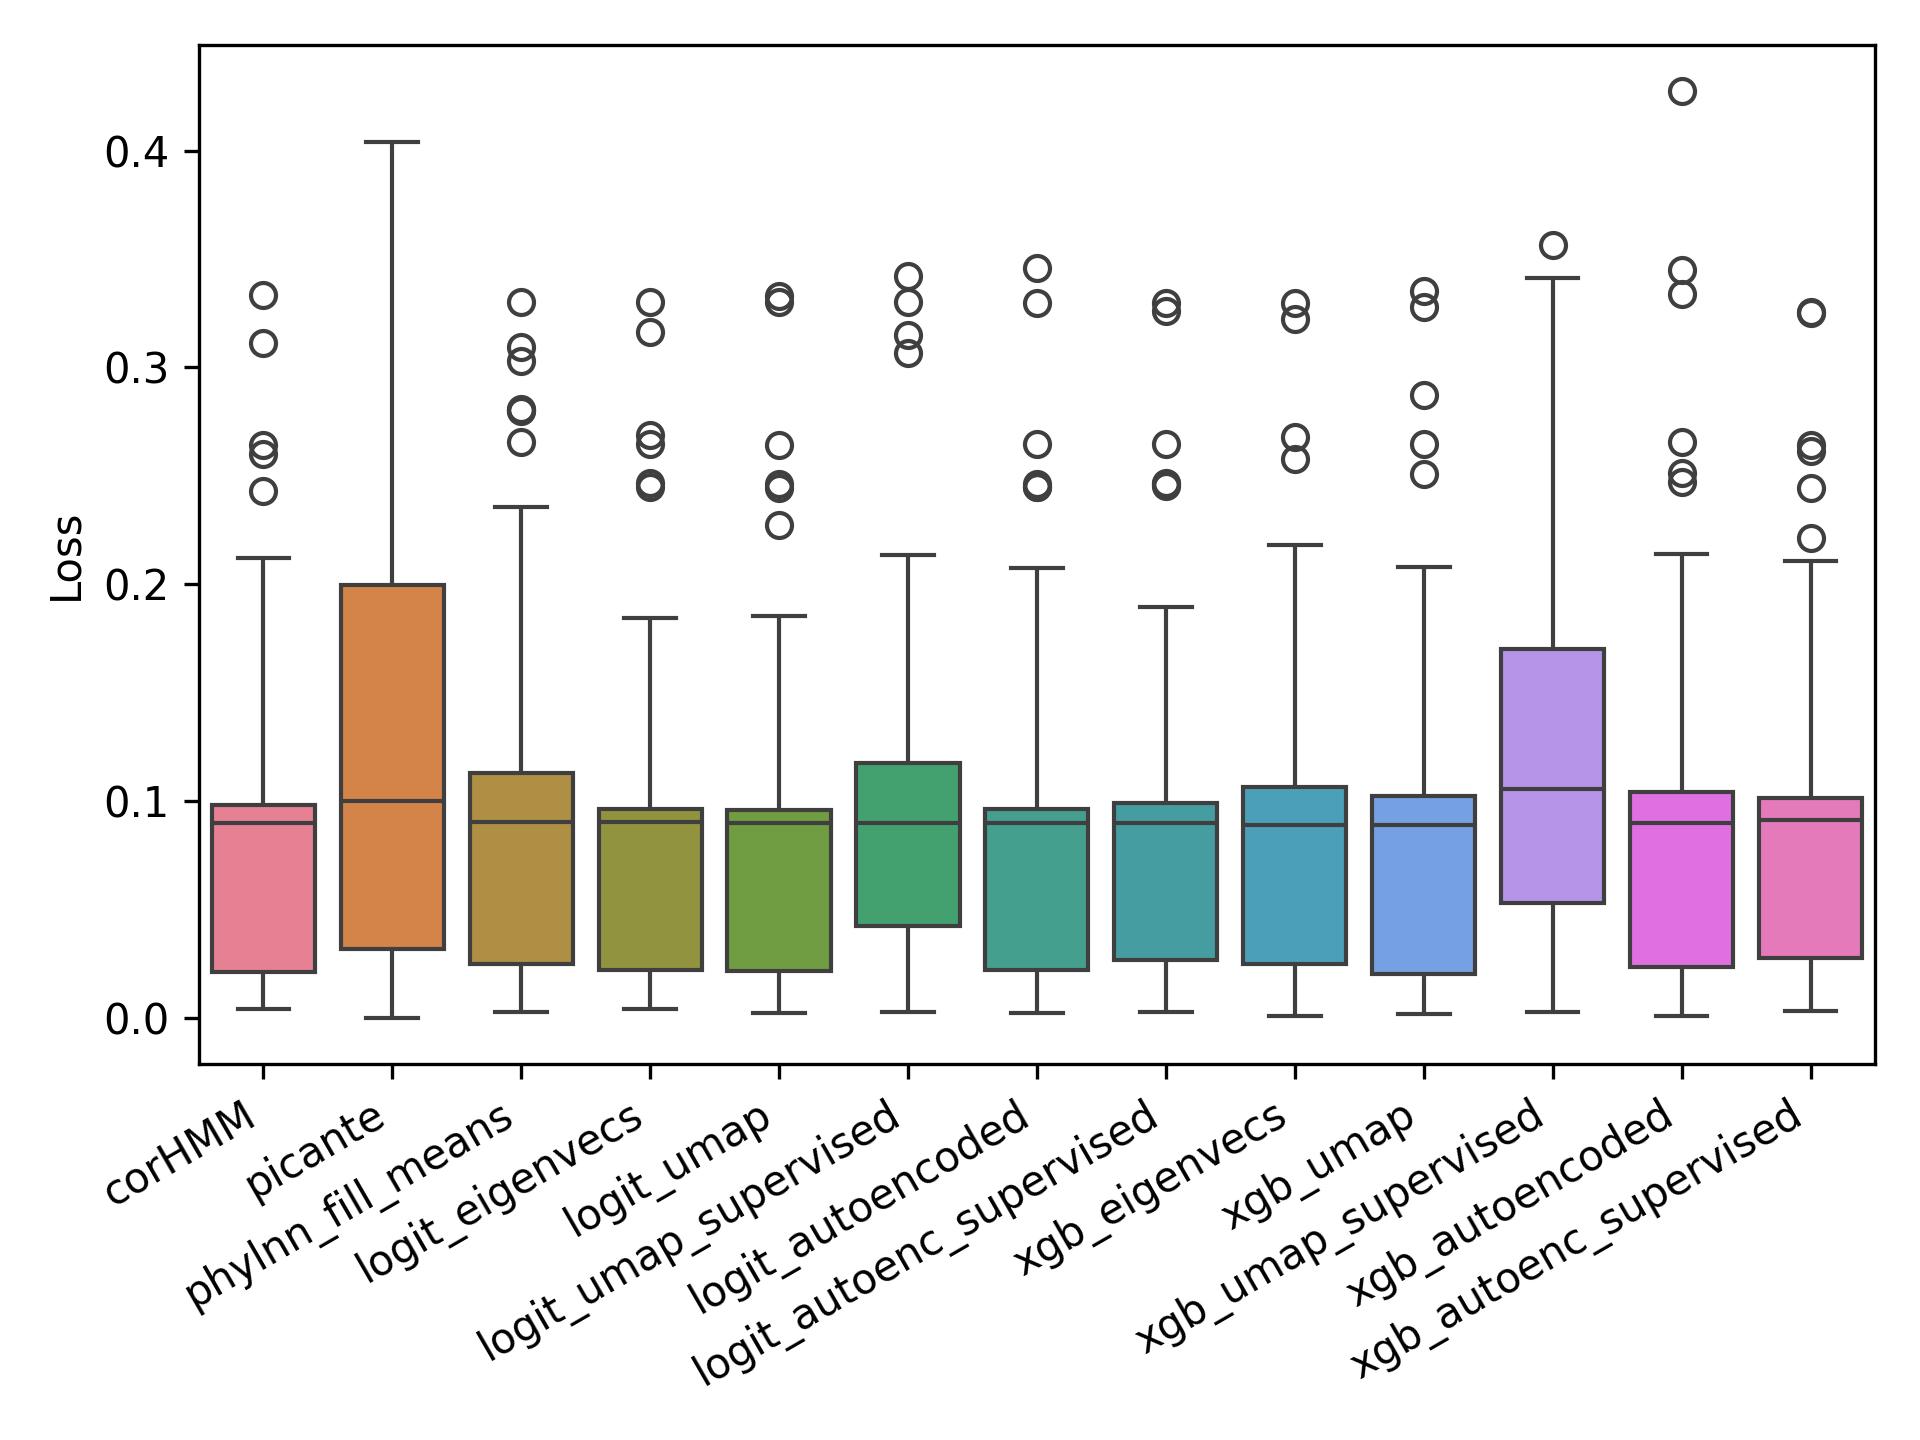 Loss
0.4
0.3
0.2
0.1
0.0
corHMM
picante
phylnn_fill_means
logit_eigenvecs
logit_umap
logit_umap_supervised
logit_autoencoded
logit_autoenc_supervised
xgb_eigenvecs
xgb_umap
xgb_umap_supervised
xgb_autoencoded
xgb_autoenc_supervised